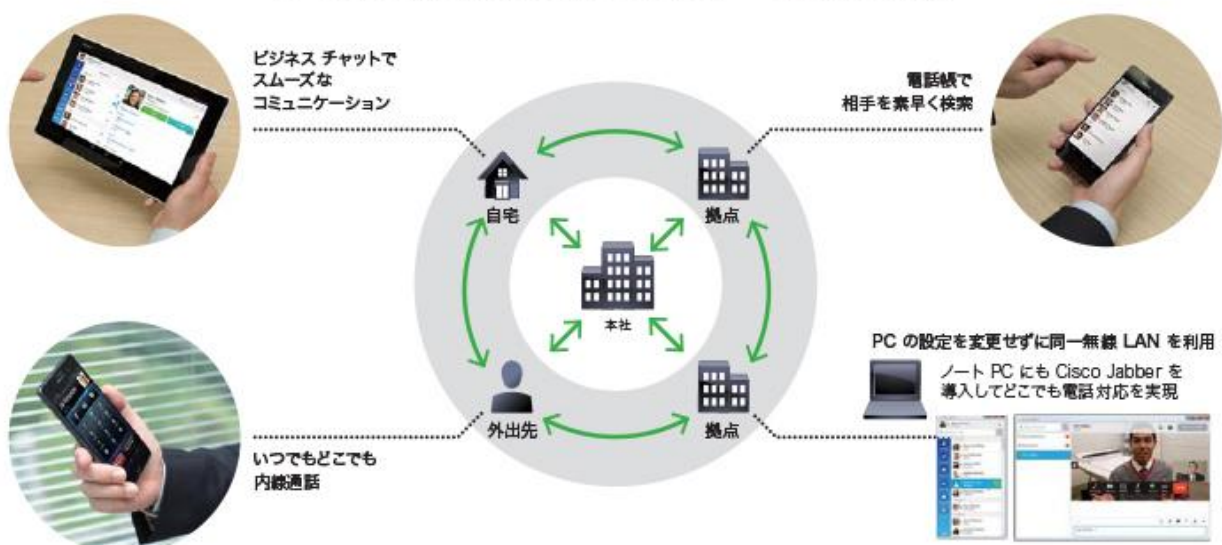 ビジネス チャットで
スムーズな
コミュニケーション
電話帳で
相手を素早く検索
自宅
拠点
本社
外出先
拠点
いつでもどこでも
内線通話
PC の設定を変更せずに同一無線 LAN を利用
ノート PC にも Cisco Jabber を
導入してどこでも電話対応を実現